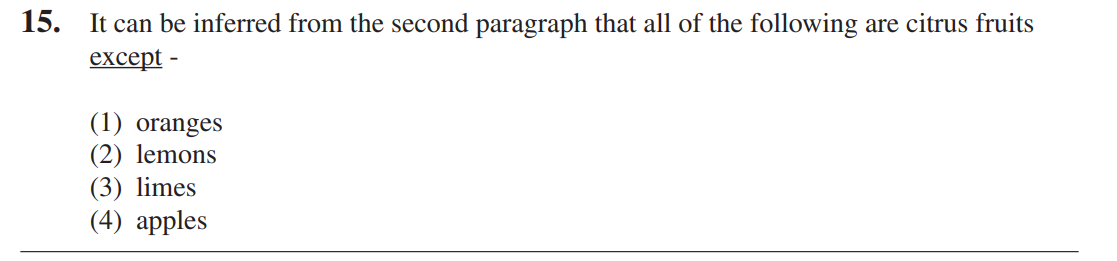 15. It can be inferred from the second paragraph that all of the following are citrus fruits
except -
(1) oranges
(2) lemons
(3) limes
(4) apples